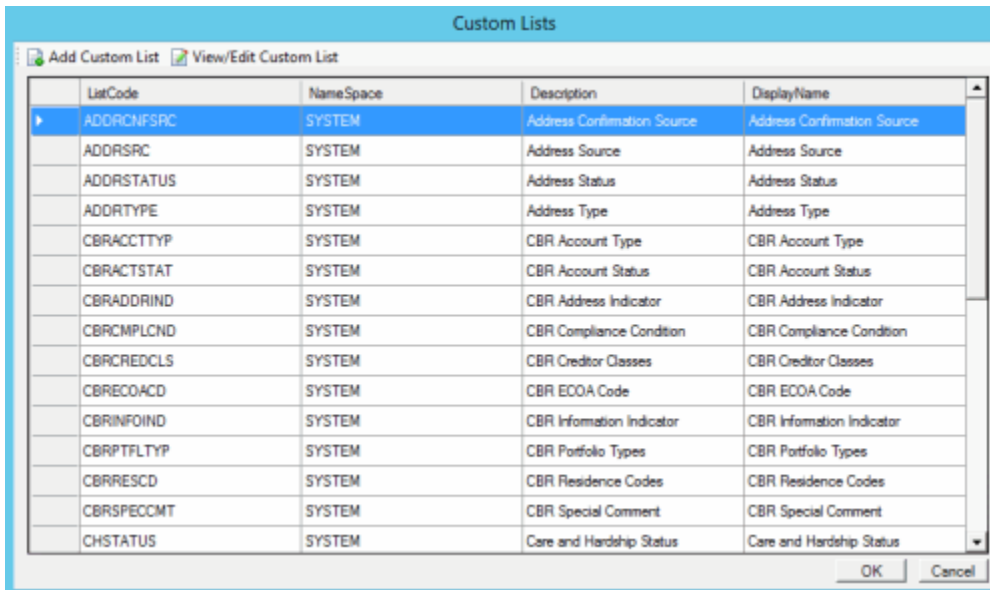 Custom Lists
Add Custom List View/Edit Custom List
ListCode NameSpace Description DisplayName
ADDRCNFSRC SYSTEM Address Confirmation Source Address Confirmation Source
ADDRSRC SYSTEM Address Source Address Source
ADDRSTATUS SYSTEM Address Status Address Status
ADDRTYPE SYSTEM Address Type Address Type
CBRACCTTYP SYSTEM CBR Account Type CBR Account Type
CBRACTSTAT SYSTEM CBR Account Status CBR Account Status
CBRADDRIND SYSTEM CBR Address Indicator CBR Address Indicator
CBRCMPLCND SYSTEM CBR Compliance Condition CBR Compliance Condition
CBRCREDCLS SYSTEM CBR Creditor Classes CBR Creditor Classes
CBRECOACD SYSTEM CBR ECOA Code CBR ECOA Code
CBRINFOIND SYSTEM CBR Information Indicator CBR Information Indicator
CBRPTFLTYP SYSTEM CBR Portfolio Types CBR Portfolio Types
CBRRESCD SYSTEM CBR Residence Codes CBR Residence Codes
CBRSPECCMT SYSTEM CBR Special Comment CBR Special Comment
CHSTATUS SYSTEM Care and Hardship Status Care and Hardship Status
OK Cancel